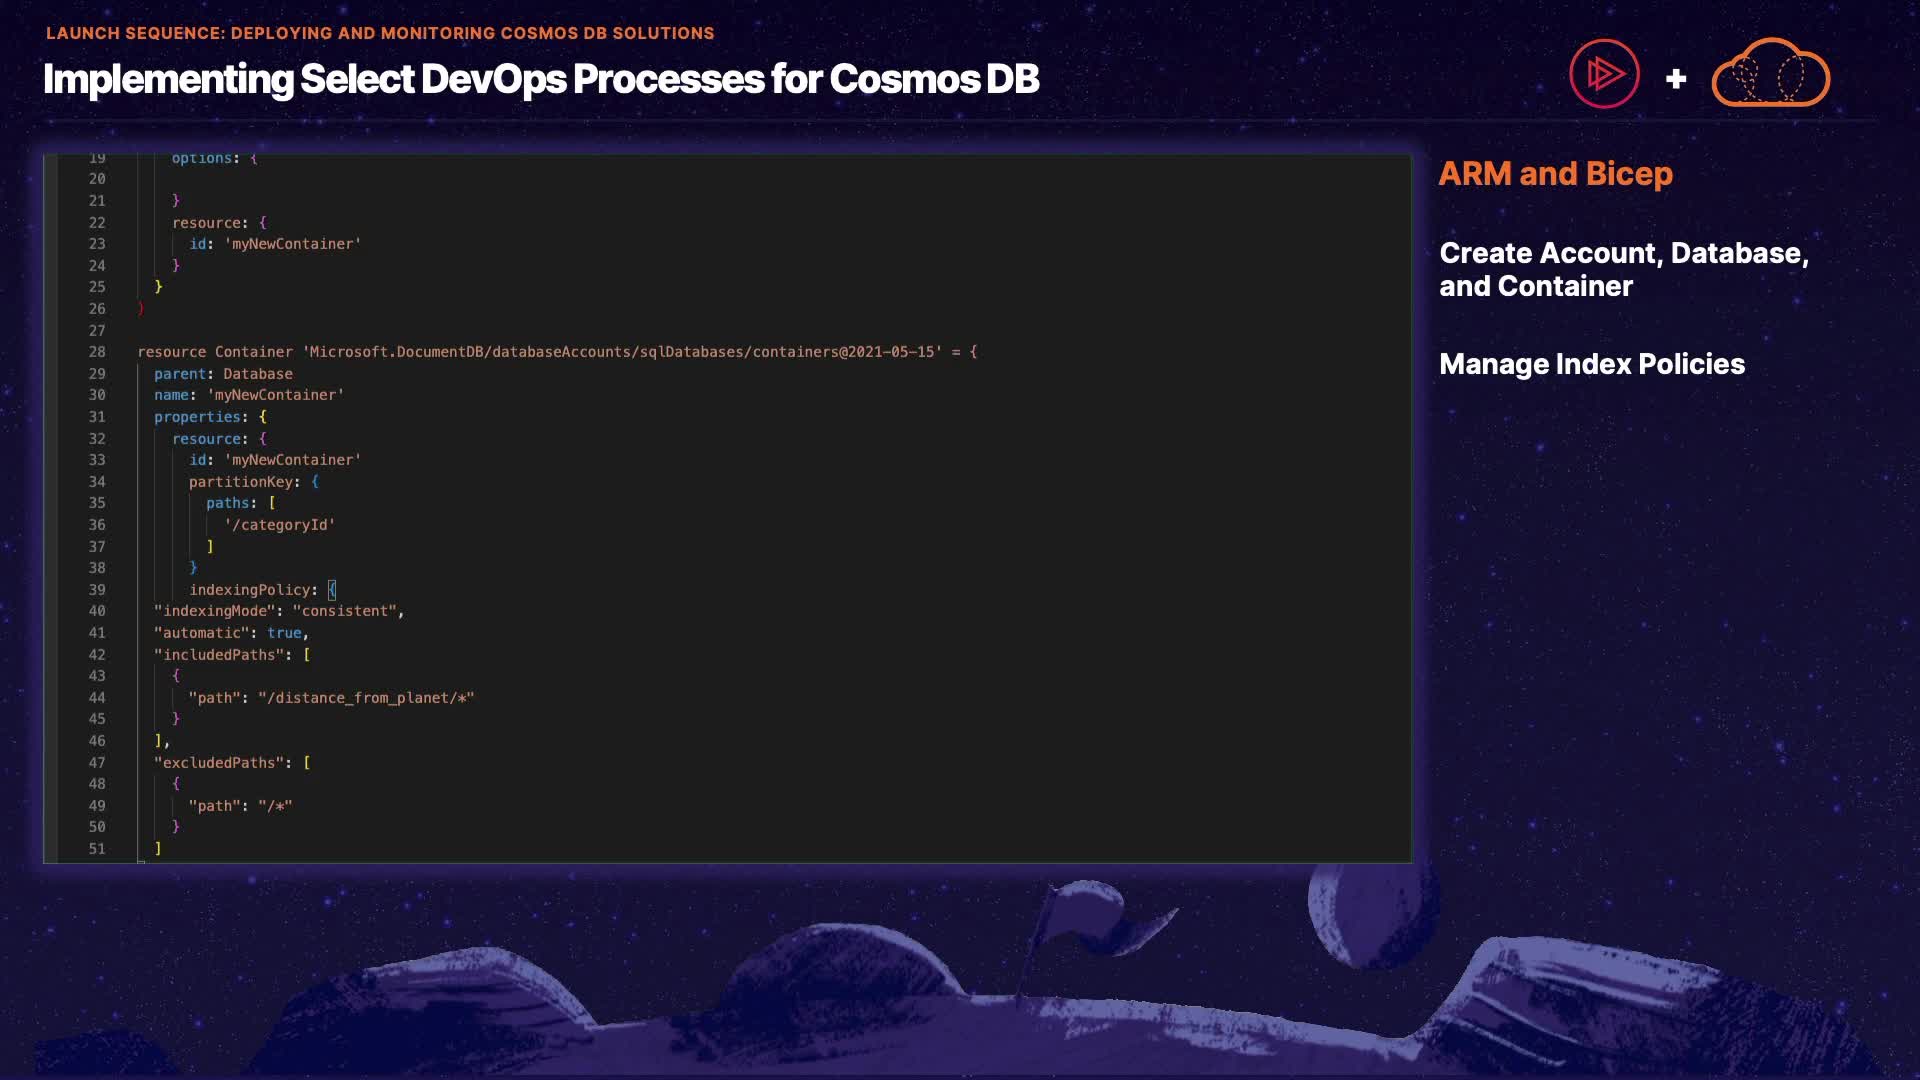 LAUNCH SEQUENCE: DEPLOYING AND MONITORING COSMOS DB SOLUTIONS
Implementing Select DevOps Processes for Cosmos DB
+
19 options: {
20
21 }
22 resource: {
23 id: 'myNewContainer'
24 }
25 }
26 )
27
28 resource Container 'Microsoft.DocumentDB/databaseAccounts/sqlDatabases/containers@2021-05-15' = {
29 parent: Database
30 name: 'myNewContainer'
31 properties: {
32 resource: {
33 id: 'myNewContainer'
34 partitionKey: {
35 paths: [
36 '/categoryId'
37 ]
38 }
39 indexingPolicy: {
40 "indexingMode": "consistent",
41 "automatic": true,
42 "includedPaths": [
43 {
44 "path": "/distance_from_planet/*"
45 }
46 ],
47 "excludedPaths": [
48 {
49 "path": "/*"
50 }
51 ]
ARM and Bicep
Create Account, Database,
and Container
Manage Index Policies